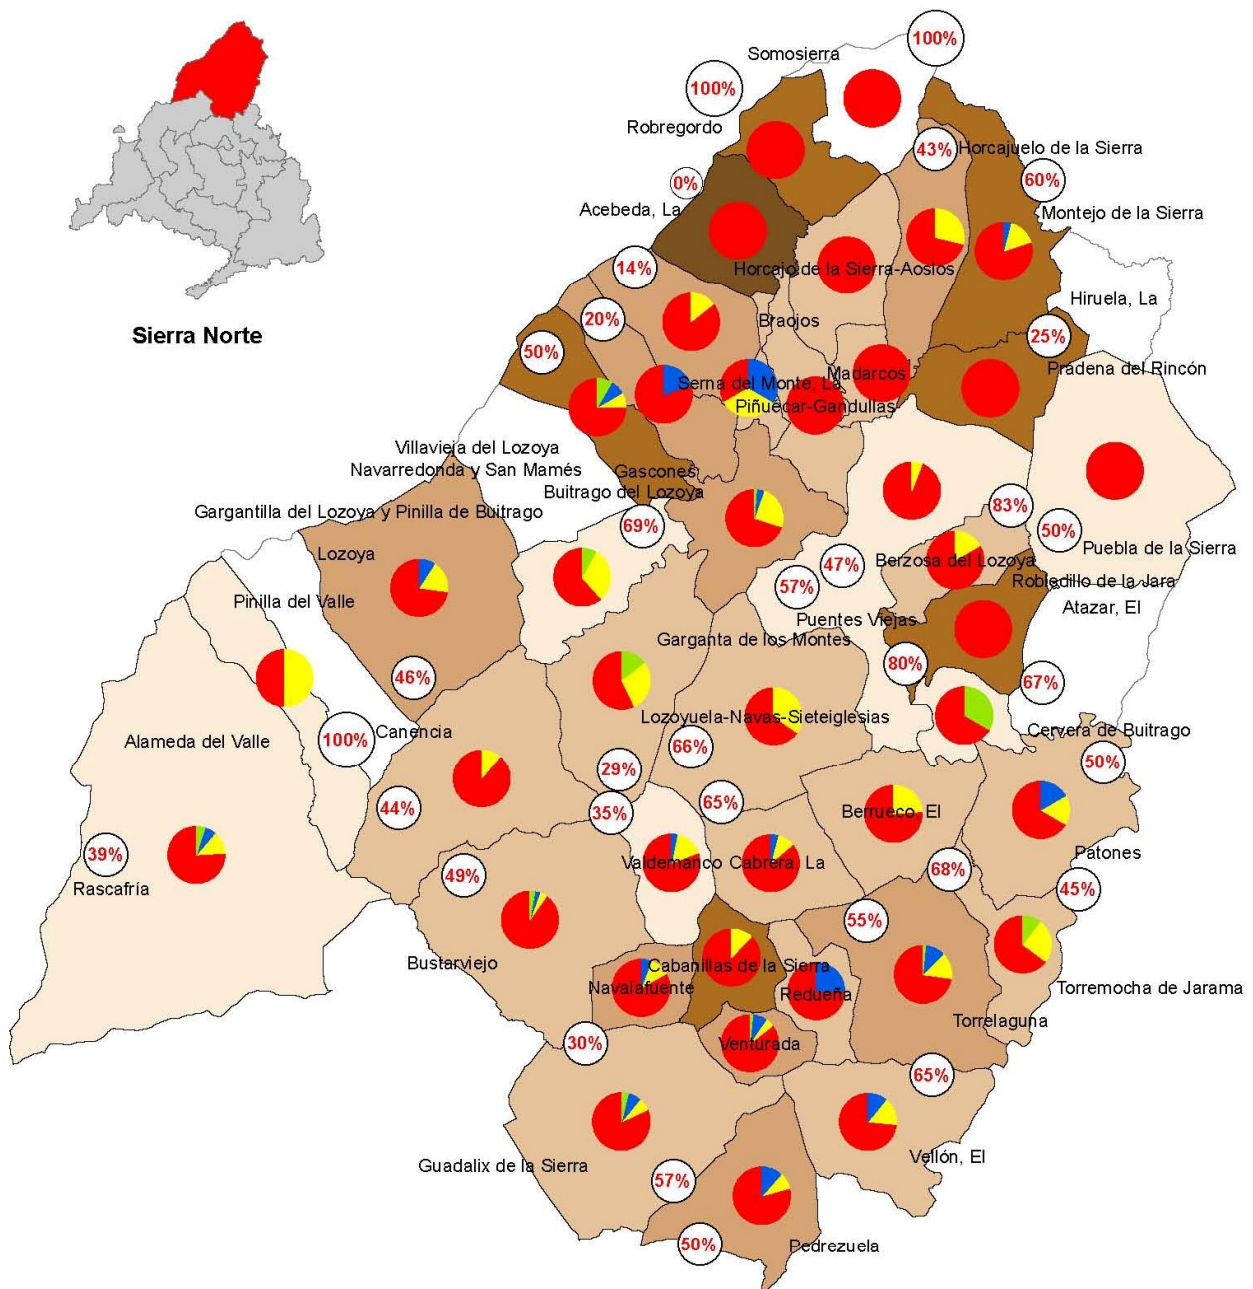 100%
Somosierra
100%
Robregordo
43%
Horcajuelo de la Sierra
0%
60%
Acebeda, La
Montejo de la Sierra
14%
Horcajo de la Sierra-Aoslos
Hiruela, La
20%
Braojos
Sierra Norte
50%
25%
Prádena del Rincón
Madarcos
Serna del Monte, La
Piñuécar-Gandullas
Villavieja del Lozoya
Navarredonda y San Mamés
Gascones
Buitrago del Lozoya
Gargantilla del Lozoya y Pinilla de Buitrago
69%
83%
50%
Lozoya
Puebla de la Sierra
Berzosa del Lozoya
47%
57%
Robledillo de la Jara
Pinilla del Valle
Atazar, El
Puentes Viejas
Garganta de los Montes
80%
46%
67%
Lozoyuela-Navas-Sieteiglesias
Cervera de Buitrago
Canencia
Alameda del Valle
100%
66%
50%
29%
44%
35%
65%
Berrueco, El
39%
Rascafría
49%
Valdemanco
Cabrera, La
Patones
68%
45%
55%
Bustarviejo
Cabanillas de la Sierra
Navalafuente
Redueña
Torremocha de Jarama
Torrelaguna
30%
Venturada
65%
Guadalix de la Sierra
Vellón, El
57%
50%
Pedrezuela